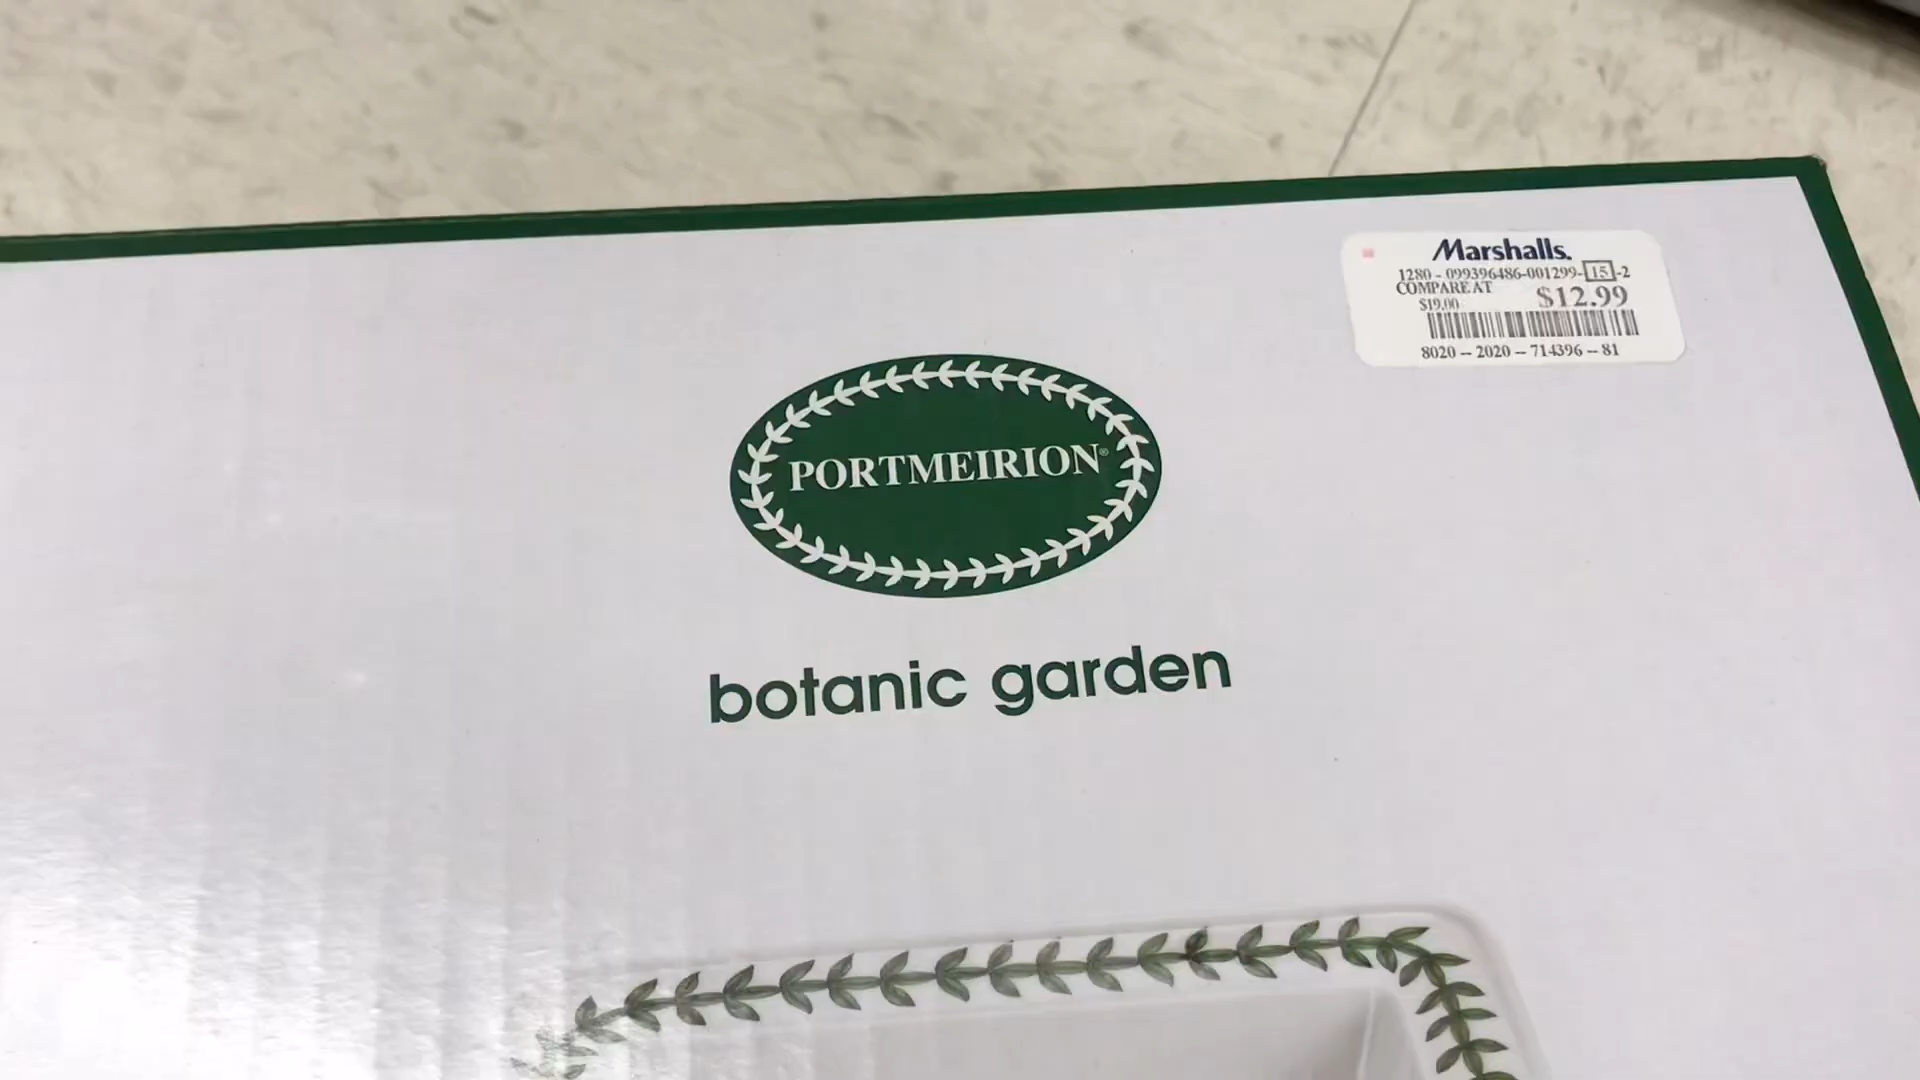 Marshalls.
1280 - 099396486-001299-15-2
COMPARE AT
$19.00 $12.99
8020 -- 2020 -- 714396 -- 81
PORTMEIRION®
botanic garden